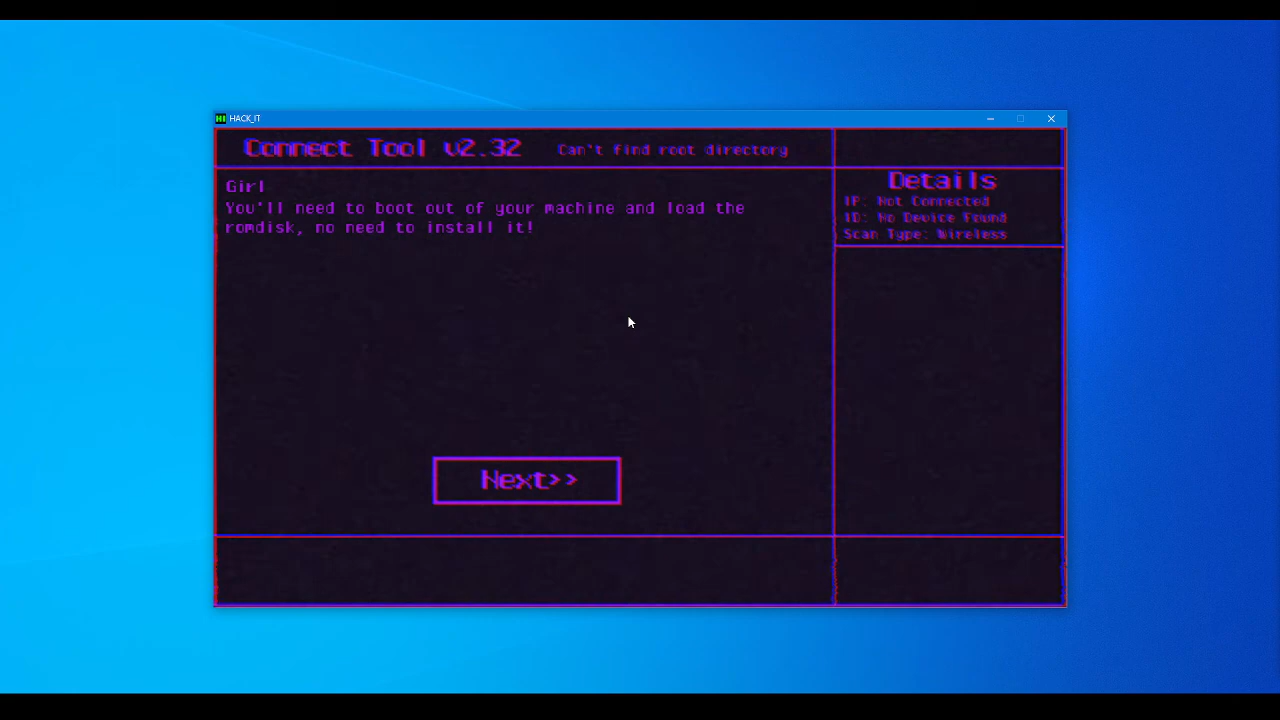 HACK_IT
Connect Tool v2.32
Can't find root directory
Girl
You'll need to boot out of your machine and load the
romdisk, no need to install it!
Next>>
Details
IP: Not Connected
ID: No Device Found
Scan Type: Wireless